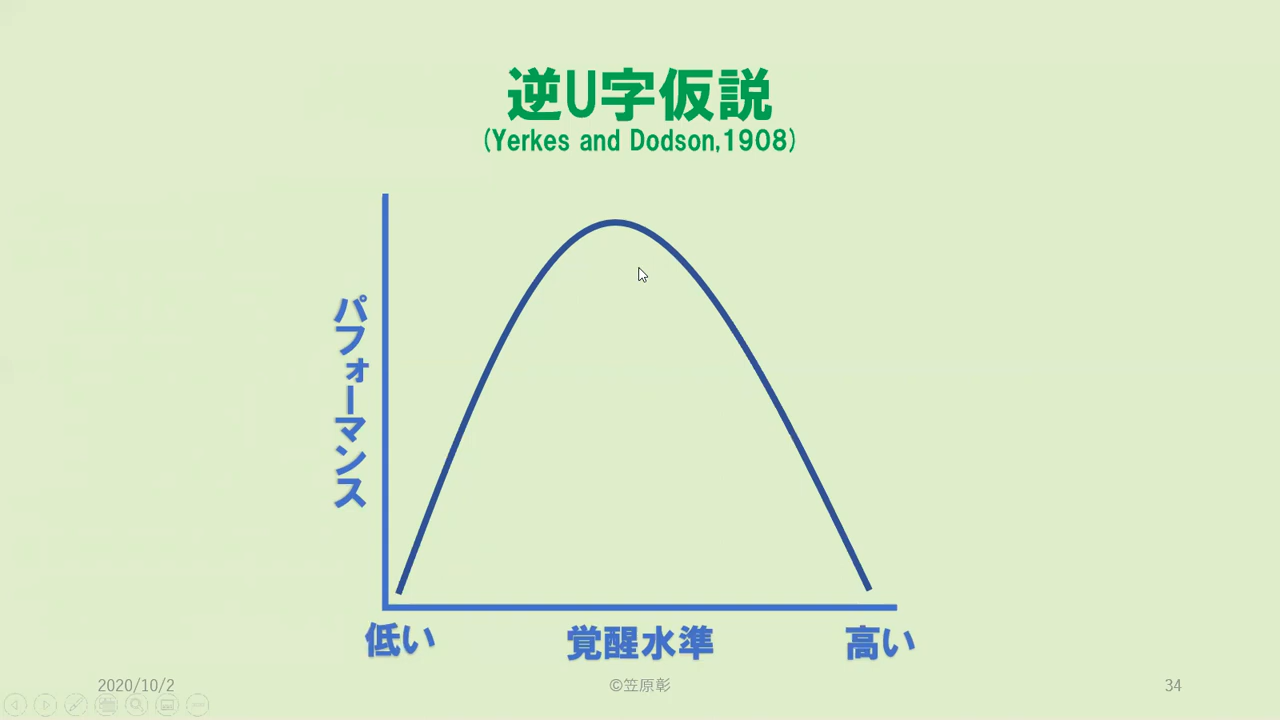 逆U字仮説
(Yerkes and Dodson,1908)
パフォーマンス
低い
覚醒水準
高い
2020/10/2
©笠原彰
34